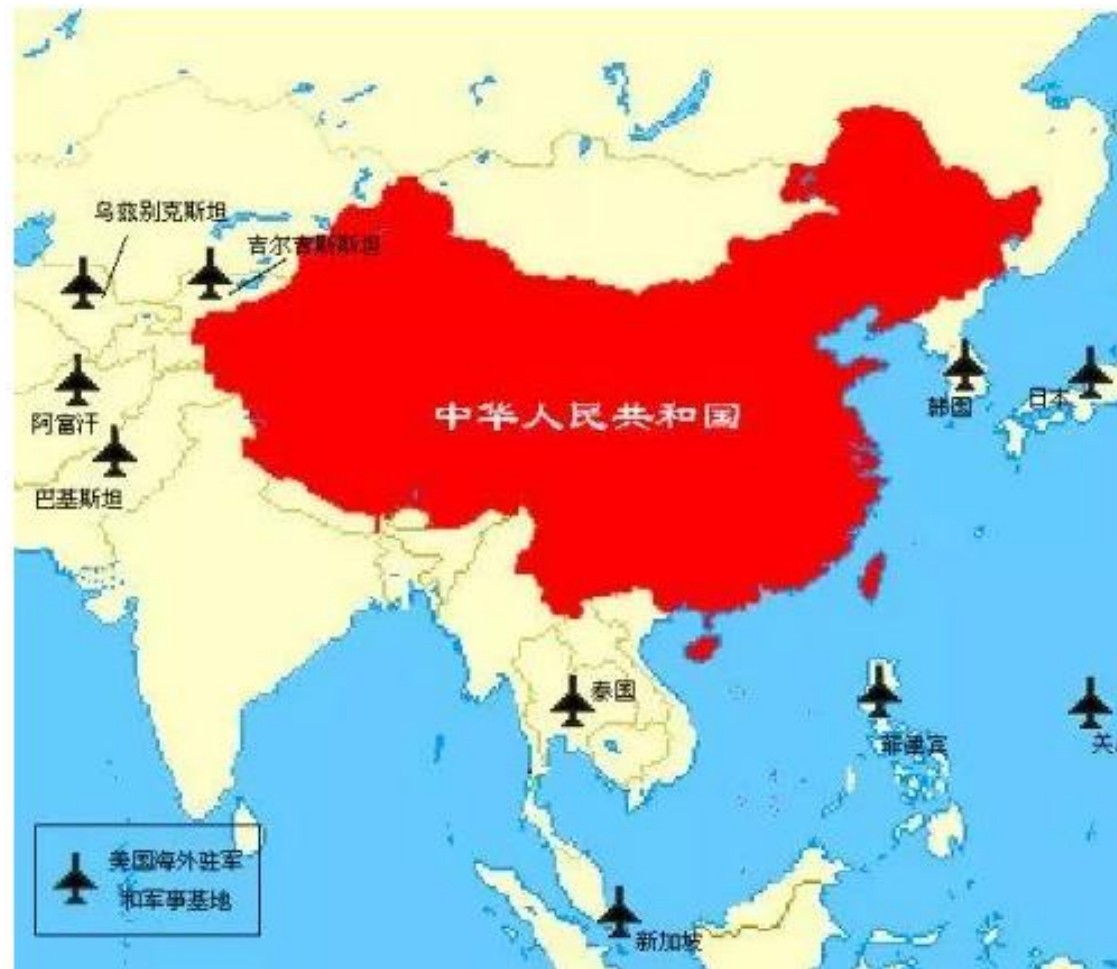 乌兹别克斯坦
吉尔吉斯斯坦
阿富汗
巴基斯坦
中华人民共和国
韩国
日本
泰国
菲律宾
关
新加坡
美国海外驻军
和军事基地